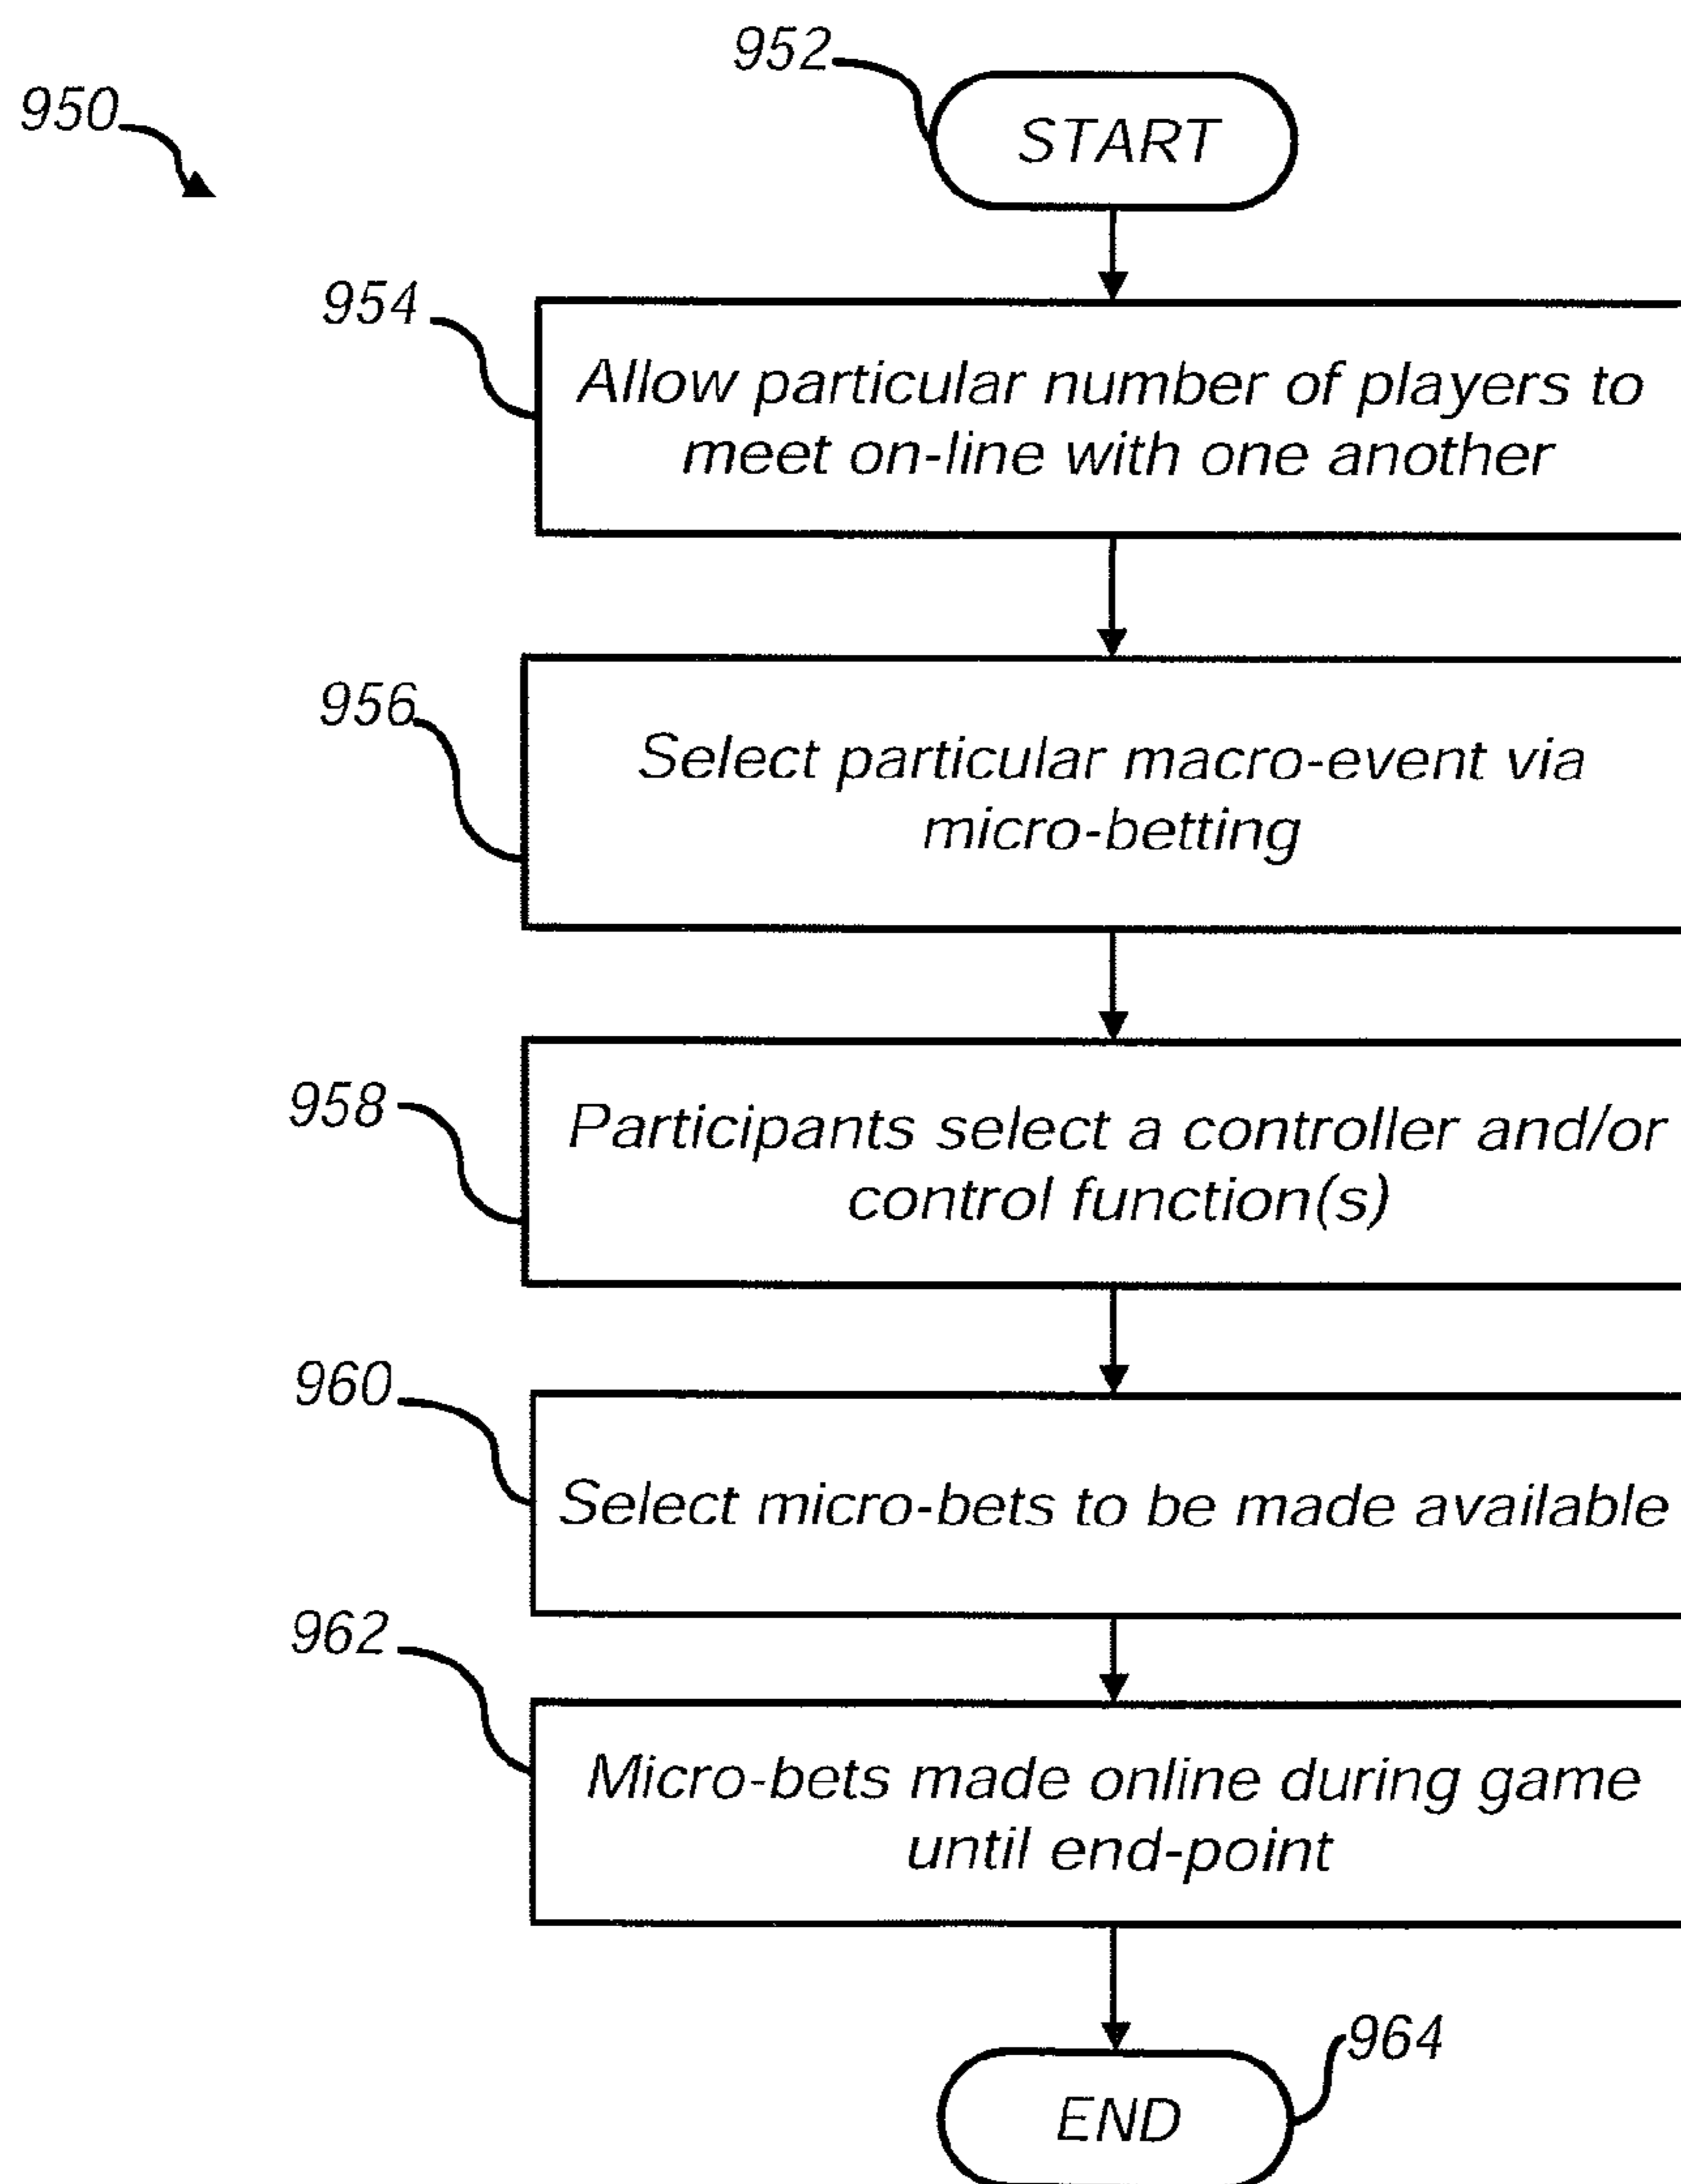 952
950
START
954
Allow particular number of players to
meet on-line with one another
956
Select particular macro-event via
micro-betting
958
Participants select a controller and/or
control function(s)
960
Select micro-bets to be made available
962
Micro-bets made online during game
until end-point
964
END